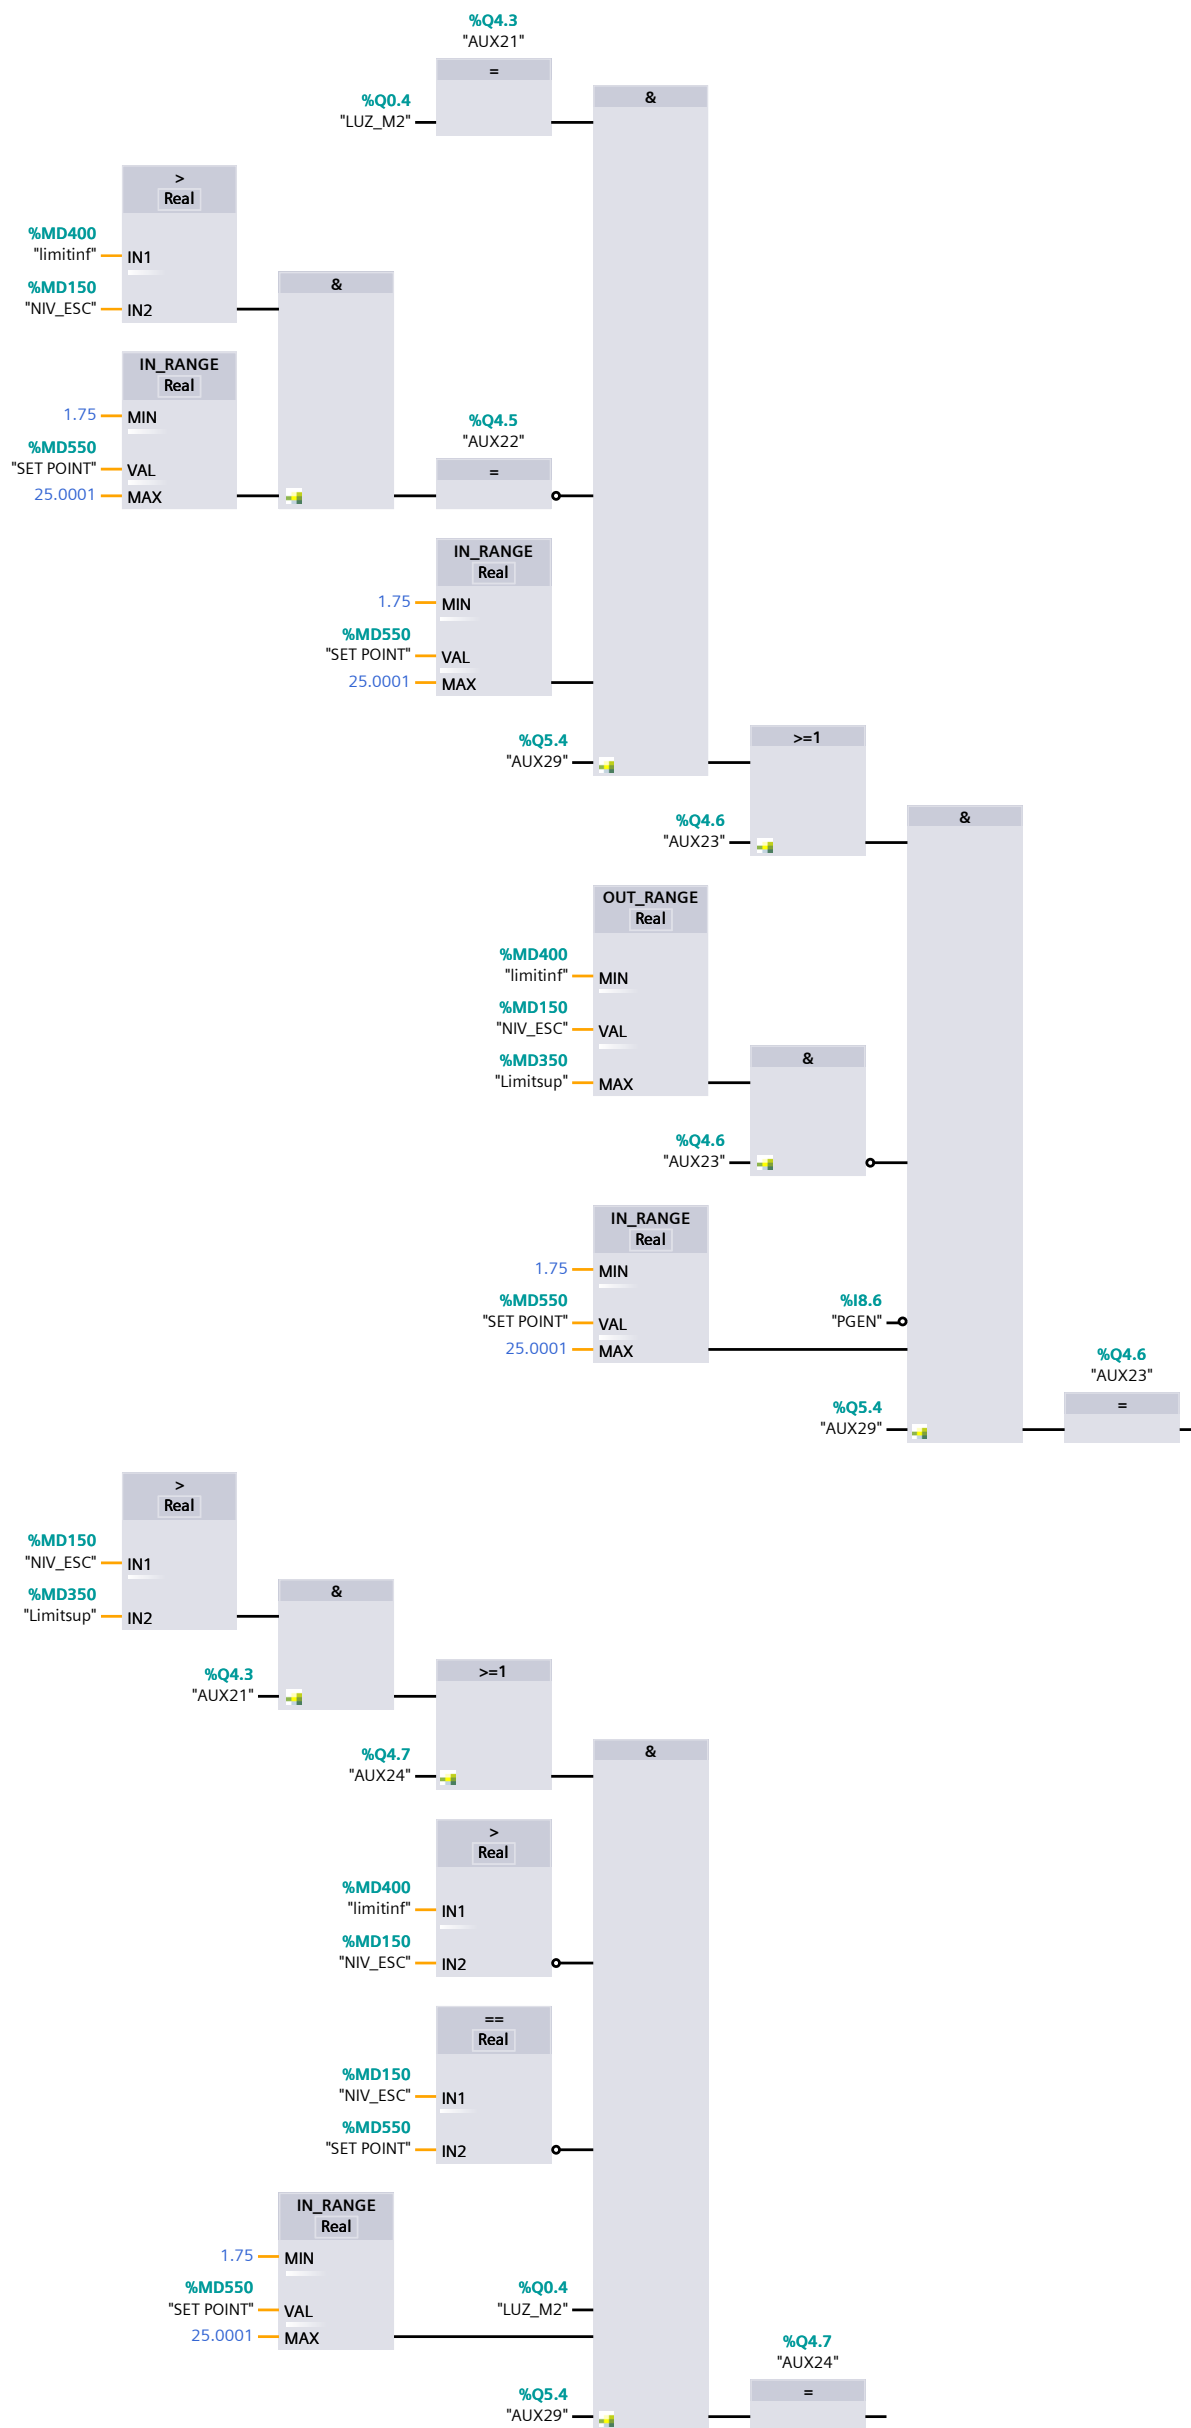 %Q4.3
"AUX21"
=
%Q0.4
"LUZ_M2"
&
>
Real
%MD400
"limitinf"
IN1
%MD150
"NIV_ESC"
IN2
&
IN_RANGE
Real
1.75
MIN
%MD550
"SET POINT"
VAL
25.0001
MAX
%Q4.5
"AUX22"
=
IN_RANGE
Real
1.75
MIN
%MD550
"SET POINT"
VAL
25.0001
MAX
%Q5.4
"AUX29"
>=1
%Q4.6
"AUX23"
&
OUT_RANGE
Real
%MD400
"limitinf"
MIN
%MD150
"NIV_ESC"
VAL
%MD350
"Limitsup"
MAX
&
%Q4.6
"AUX23"
IN_RANGE
Real
1.75
MIN
%MD550
"SET POINT"
VAL
25.0001
MAX
%I8.6
"PGEN"
%Q5.4
"AUX29"
%Q4.6
"AUX23"
=
>
Real
%MD150
"NIV_ESC"
IN1
%MD350
"Limitsup"
IN2
&
%Q4.3
"AUX21"
>=1
%Q4.7
"AUX24"
&
>
Real
%MD400
"limitinf"
IN1
%MD150
"NIV_ESC"
IN2
==
Real
%MD150
"NIV_ESC"
IN1
%MD550
"SET POINT"
IN2
IN_RANGE
Real
1.75
MIN
%MD550
"SET POINT"
VAL
25.0001
MAX
%Q0.4
"LUZ_M2"
%Q5.4
"AUX29"
%Q4.7
"AUX24"
=